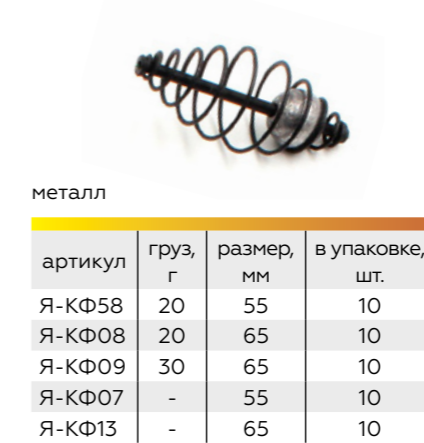 металл
артикул груз, г размер, мм в упаковке, шт.
Я-КФ58 20 55 10
Я-КФ08 20 65 10
Я-КФ09 30 65 10
Я-КФ07 - 55 10
Я-КФ13 - 65 10